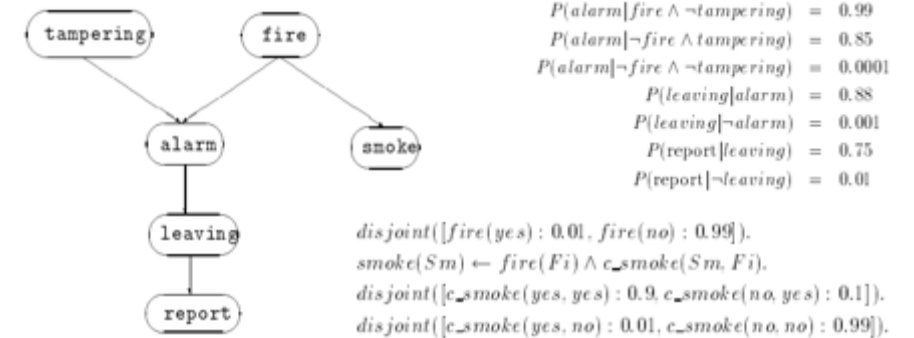 tampering
fire
alarm
smoke
leaving
report
P(alarm|fire ∧ ¬tampering) = 0.99
P(alarm|¬fire ∧ tampering) = 0.85
P(alarm|¬fire ∧ ¬tampering) = 0.0001
P(leaving|alarm) = 0.88
P(leaving|¬alarm) = 0.001
P(report|leaving) = 0.75
P(report|¬leaving) = 0.01
disjoint([fire(yes) : 0.01, fire(no) : 0.99]).
smoke(Sm) ← fire(Fi) ∧ c_smoke(Sm, Fi).
disjoint([c_smoke(yes, yes) : 0.9, c_smoke(no, yes) : 0.1]).
disjoint([c_smoke(yes, no) : 0.01, c_smoke(no, no) : 0.99]).